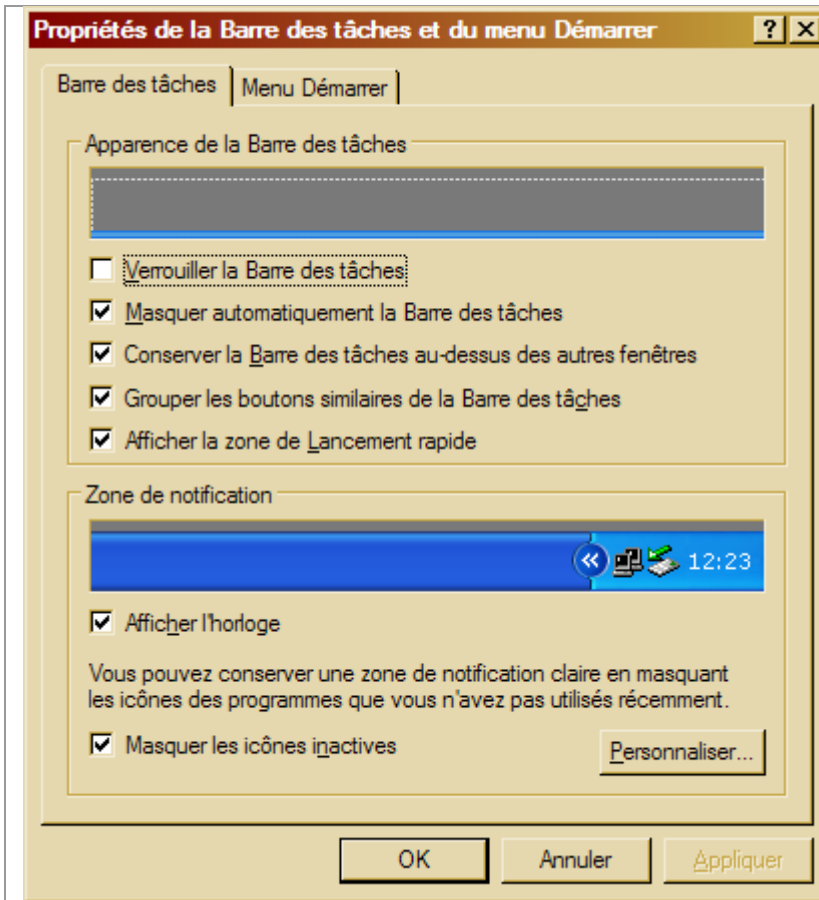 Propriétés de la Barre des tâches et du menu Démarrer
Barre des tâches
Menu Démarrer
Apparence de la Barre des tâches
Verrouiller la Barre des tâches
Masquer automatiquement la Barre des tâches
Conserver la Barre des tâches au-dessus des autres fenêtres
Grouper les boutons similaires de la Barre des tâches
Afficher la zone de Lancement rapide
Zone de notification
12:23
Afficher l'horloge
Vous pouvez conserver une zone de notification claire en masquant
les icônes des programmes que vous n'avez pas utilisés récemment.
Masquer les icônes inactives
Personnaliser...
OK
Annuler
Appliquer